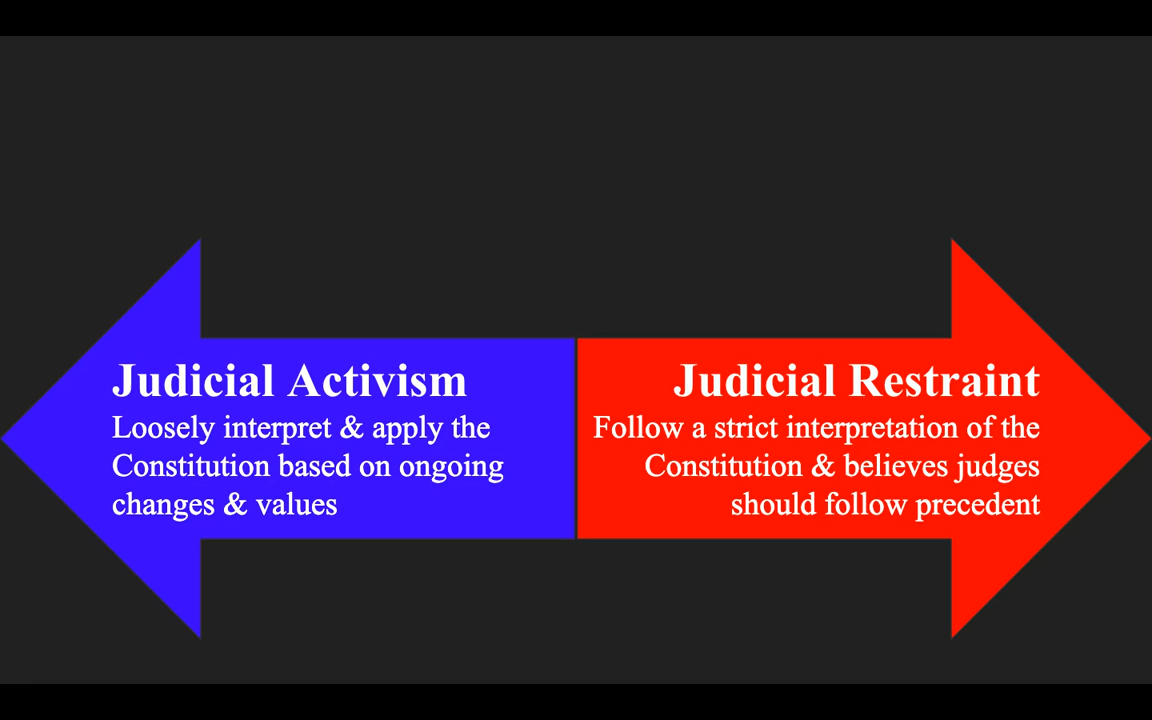 Judicial Activism
Loosely interpret & apply the
Constitution based on ongoing
changes & values
Judicial Restraint
Follow a strict interpretation of the
Constitution & believes judges
should follow precedent